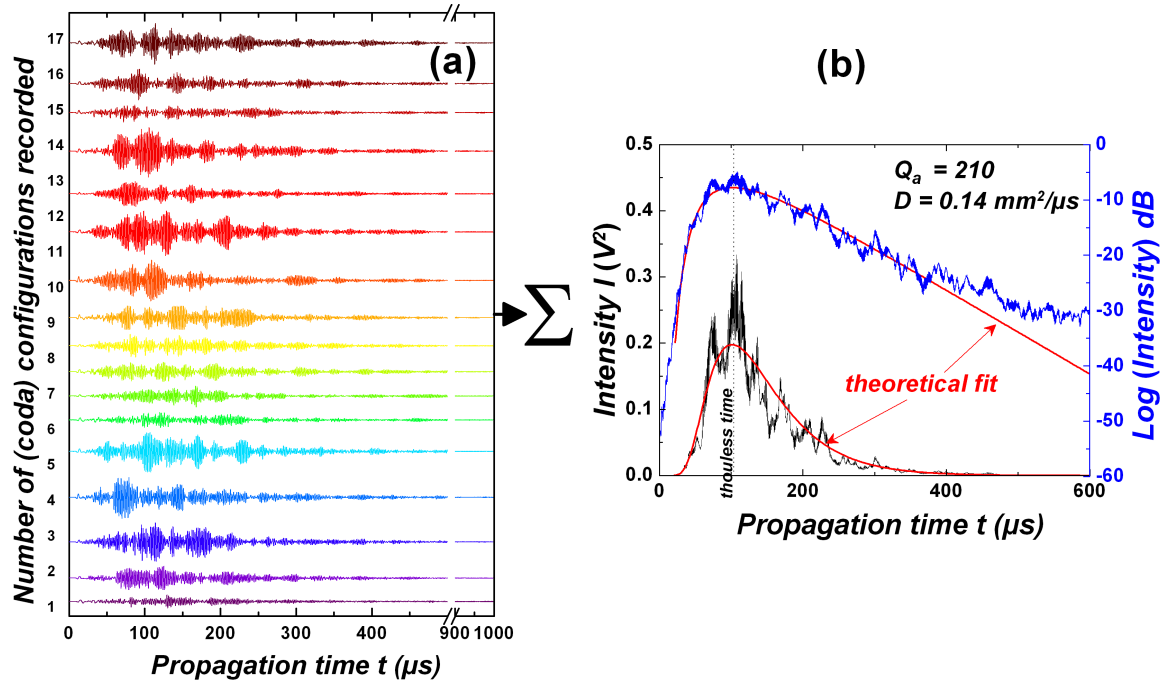 (a)
Number of (coda) configurations recorded
17
16
15
14
13
12
11
10
9
8
7
6
5
4
3
2
1
0 100 200 300 400 900 1000
Propagation time t (µs)
∑
(b)
Q_a = 210
D = 0.14 mm²/µs
Intensity I (V²)
0.5
0.4
0.3
0.2
0.1
0.0
Log (Intensity) dB
0
-10
-20
-30
-40
-50
-60
theoretical fit
thouless time
0 200 400 600
Propagation time t (µs)